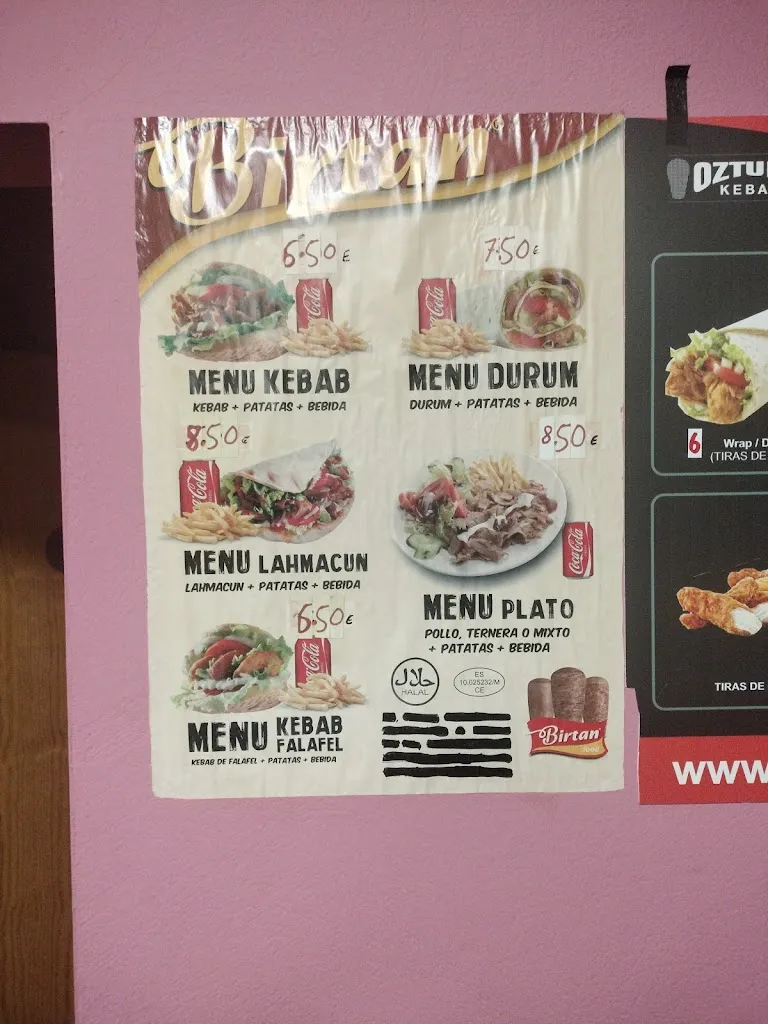 Birtan
6.50 €
7.50 €
Coca-Cola
Coca-Cola
MENU KEBAB
KEBAB + PATATAS + BEBIDA
MENU DURUM
DURUM + PATATAS + BEBIDA
8.50 €
8.50 €
Coca-Cola
Coca-Cola
MENU LAHMACUN
LAHMACUN + PATATAS + BEBIDA
MENU PLATO
POLLO, TERNERA O MIXTO
+ PATATAS + BEBIDA
6.50 €
Coca-Cola
MENU KEBAB FALAFEL
KEBAB DE FALAFEL + PATATAS + BEBIDA
حلال
HALAL
ES
10.025232/M
CE
Birtan
food
OZTU
KEBA
6
Wrap / D
(TIRAS DE
TIRAS DE
WWW